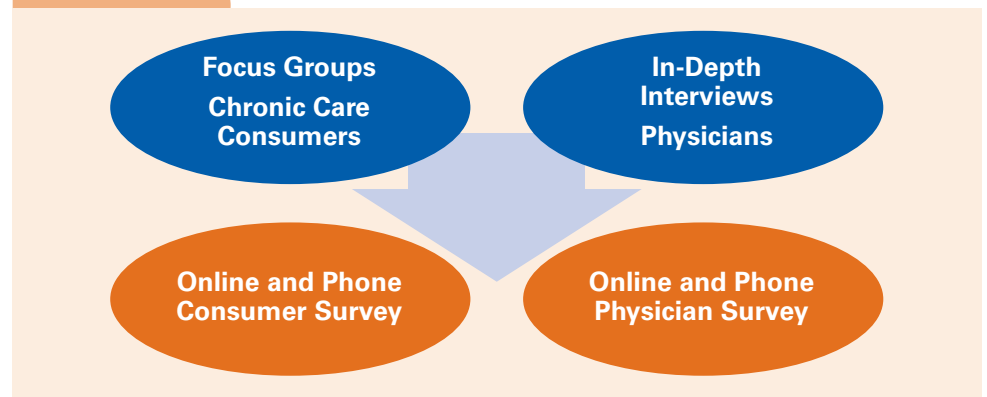 Focus Groups
Chronic Care
Consumers
In-Depth
Interviews
Physicians
Online and Phone
Consumer Survey
Online and Phone
Physician Survey